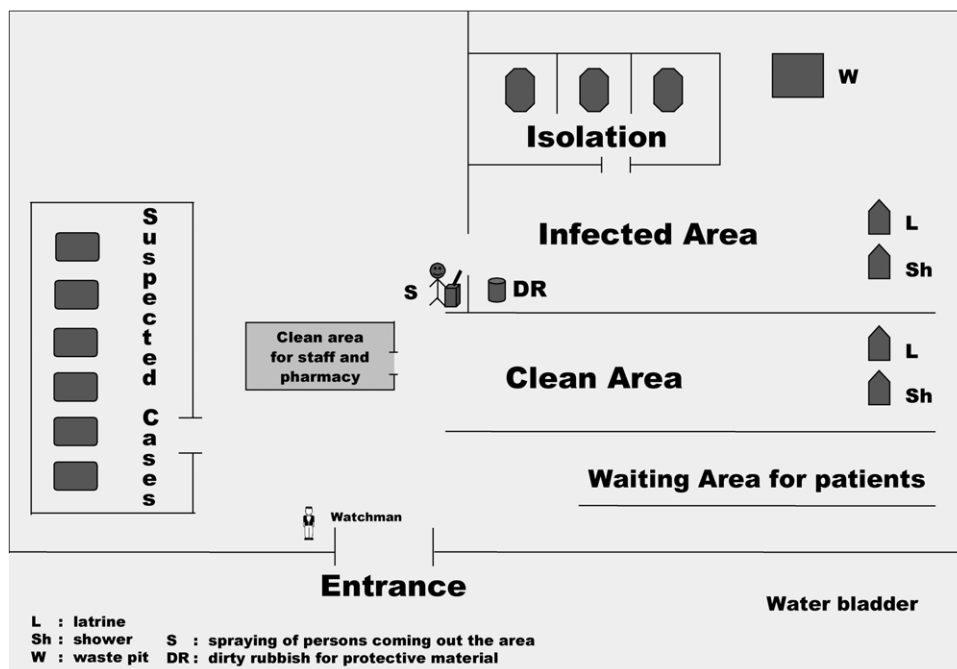 W
Isolation
Suspected Cases
Infected Area
L
Sh
S
DR
Clean area
for staff and
pharmacy
Clean Area
L
Sh
Waiting Area for patients
Watchman
Entrance
Water bladder
L : latrine
Sh : shower
S : spraying of persons coming out the area
W : waste pit
DR : dirty rubbish for protective material